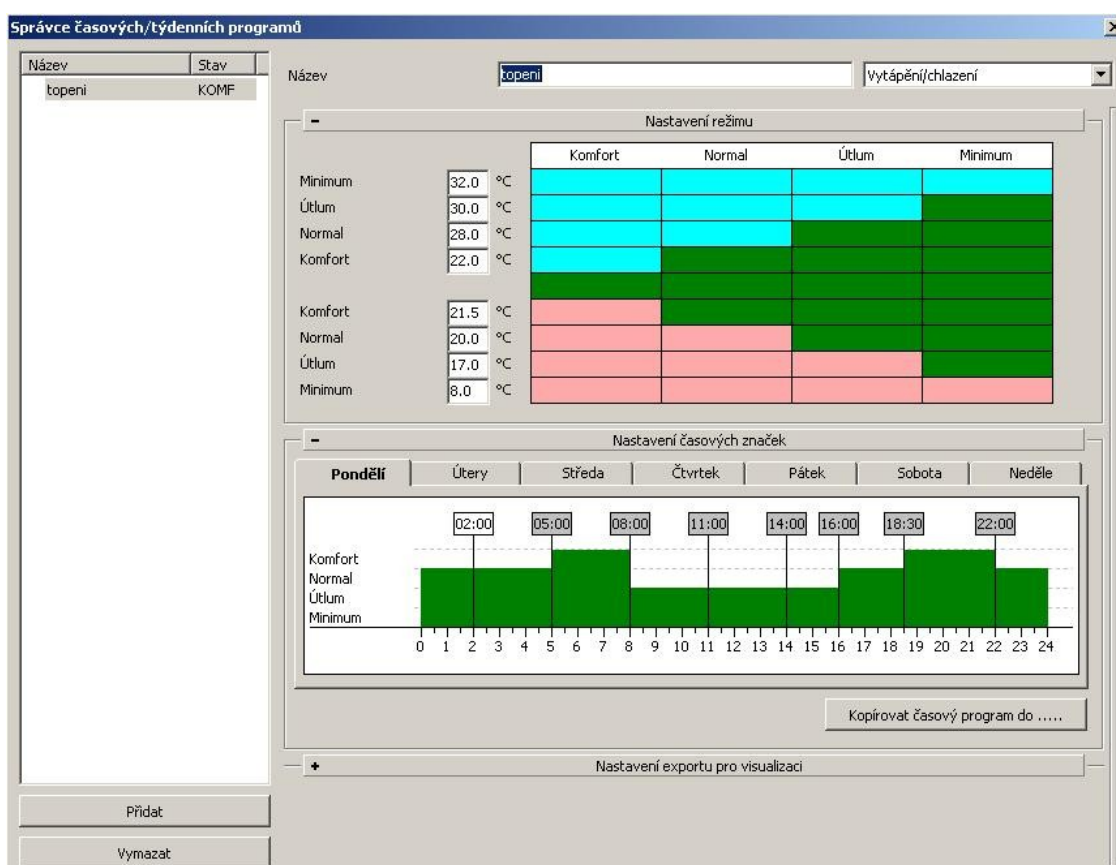 Správce časových/týdenních programů
Název Stav
topeni KOMF
Přidat
Vymazat
Název topeni Vytápění/chlazení
- Nastavení režimu
Komfort Normal Útlum Minimum
Minimum 32.0 °C
Útlum 30.0 °C
Normal 28.0 °C
Komfort 22.0 °C
Komfort 21.5 °C
Normal 20.0 °C
Útlum 17.0 °C
Minimum 8.0 °C
- Nastavení časových značek
Pondělí Útery Středa Čtvrtek Pátek Sobota Neděle
02:00 05:00 08:00 11:00 14:00 16:00 18:30 22:00
Komfort
Normal
Útlum
Minimum
0 1 2 3 4 5 6 7 8 9 10 11 12 13 14 15 16 17 18 19 20 21 22 23 24
Kopírovat časový program do .....
+ Nastavení exportu pro visualizaci